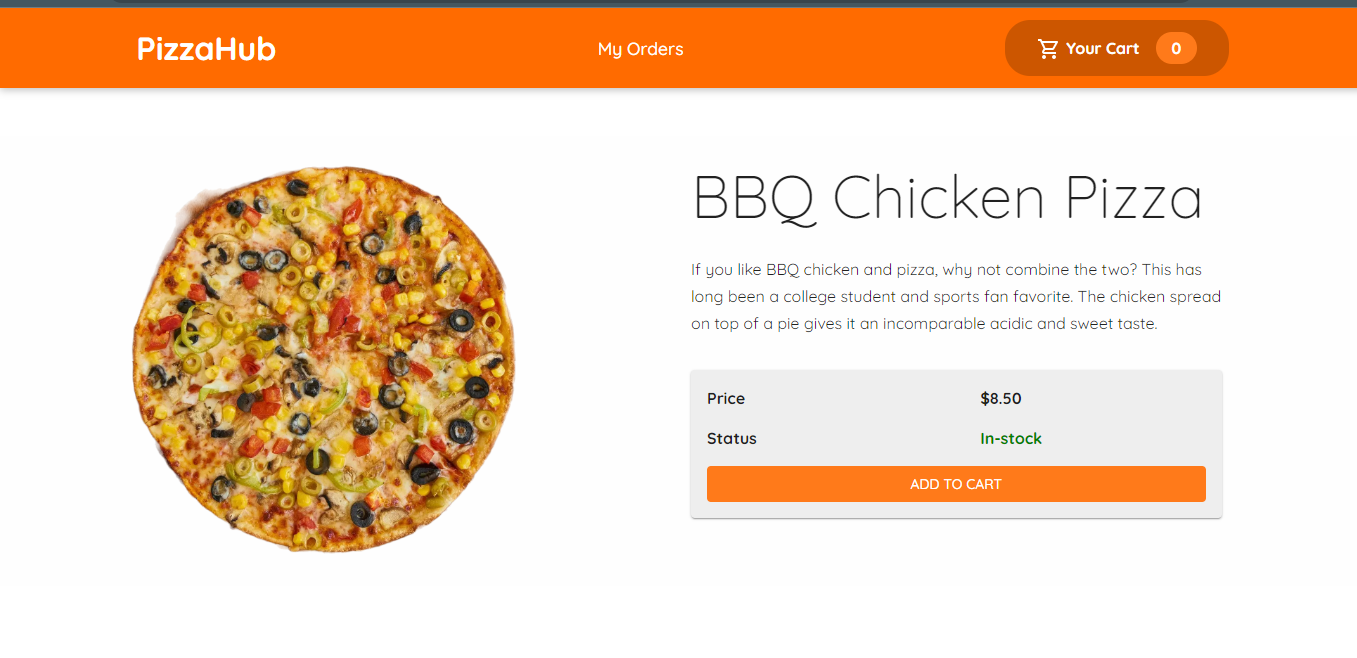 PizzaHub
My Orders
Your Cart 0
BBQ Chicken Pizza
If you like BBQ chicken and pizza, why not combine the two? This has
long been a college student and sports fan favorite. The chicken spread
on top of a pie gives it an incomparable acidic and sweet taste.
Price $8.50
Status In-stock
ADD TO CART